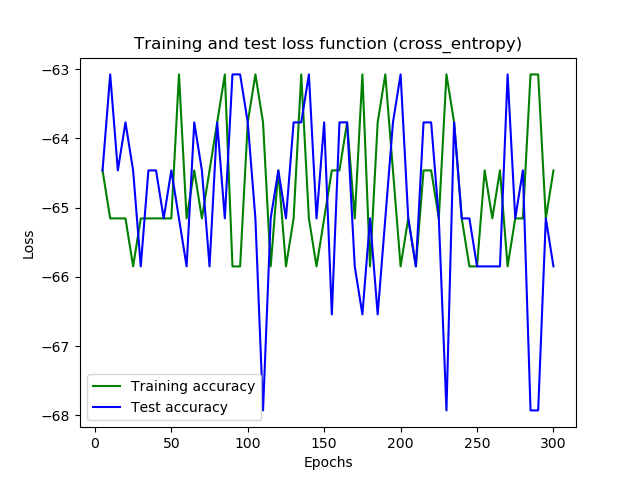 Training and test loss function (cross_entropy)
−63
−64
−65
−66
−67
−68
Loss
Training accuracy
Test accuracy
0 50 100 150 200 250 300
Epochs